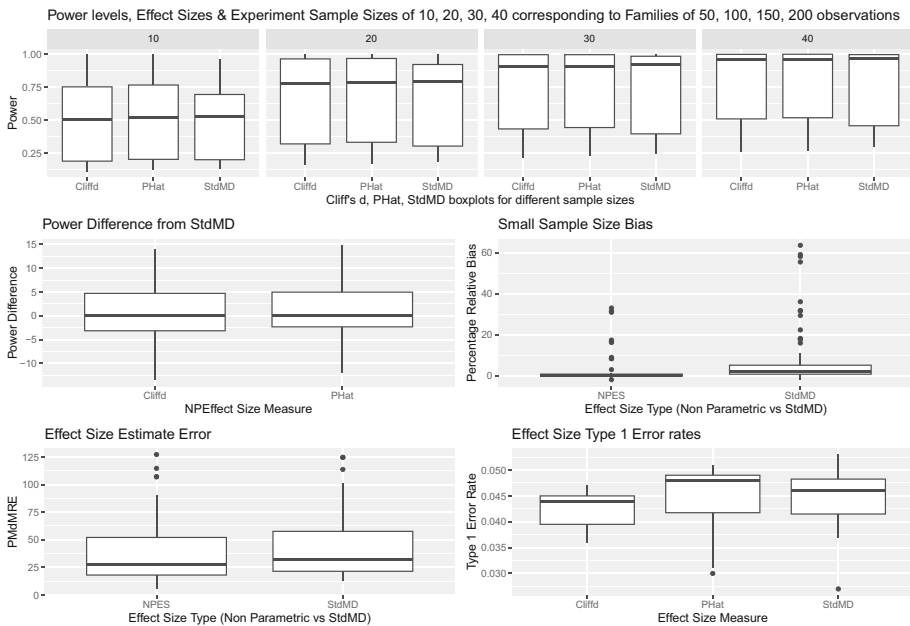 Power levels, Effect Sizes & Experiment Sample Sizes of 10, 20, 30, 40 corresponding to Families of 50, 100, 150, 200 observations
10 20 30 40
Power
1.00
0.75
0.50
0.25
Cliffd PHat StdMD Cliffd PHat StdMD Cliffd PHat StdMD Cliffd PHat StdMD
Cliff's d, PHat, StdMD boxplots for different sample sizes
Power Difference from StdMD
Power Difference
15
10
5
0
−5
−10
Cliffd PHat
NPEffect Size Measure
Small Sample Size Bias
Percentage Relative Bias
60
40
20
0
NPES StdMD
Effect Size Type (Non Parametric vs StdMD)
Effect Size Estimate Error
PMdMRE
125
100
75
50
25
0
NPES StdMD
Effect Size Type (Non Parametric vs StdMD)
Effect Size Type 1 Error rates
Type 1 Error Rate
0.050
0.045
0.040
0.035
0.030
Cliffd PHat StdMD
Effect Size Measure